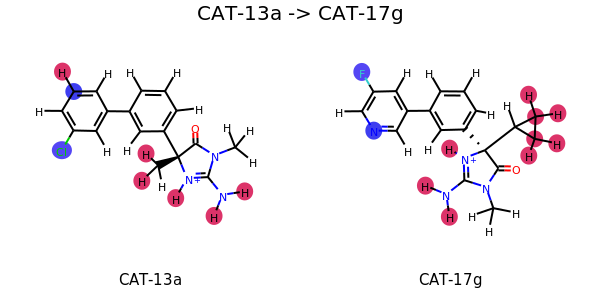 CAT-13a -> CAT-17g
H H H H H
H H H
Cl H H O H H
H N H
H H N+ N H
H H
F H H H H
H H H H
N H H H H
H N+ O
H N N
H H H
H
CAT-13a CAT-17g